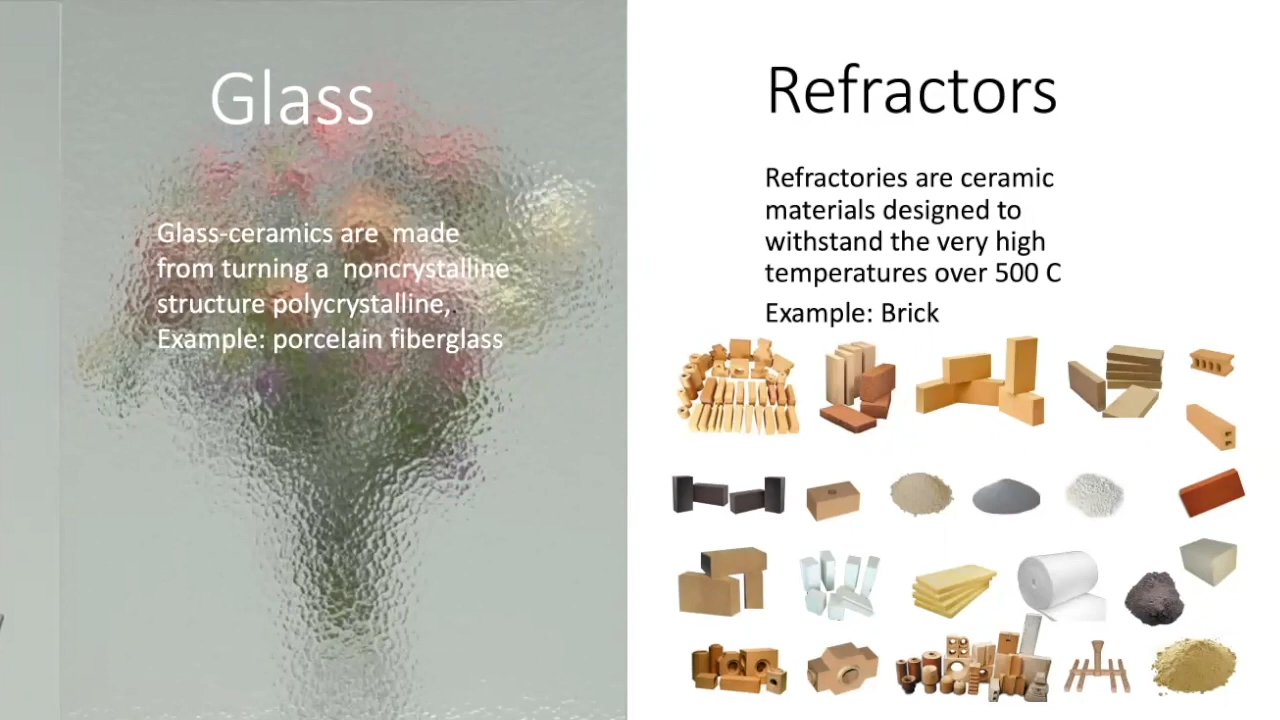 Glass
Glass-ceramics are  made
from turning a  noncrystalline
structure polycrystalline,.
Example: porcelain fiberglass
Refractors
Refractories are ceramic
materials designed to
withstand the very high
temperatures over 500 C
Example: Brick